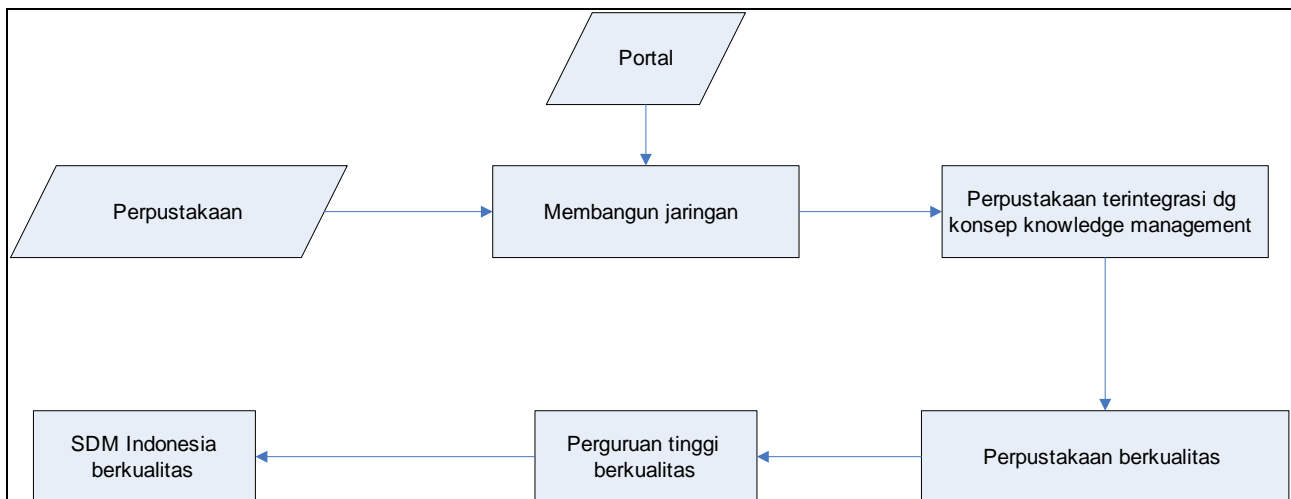 Portal
Perpustakaan
Membangun jaringan
Perpustakaan terintegrasi dg
konsep knowledge management
SDM Indonesia
berkualitas
Perguruan tinggi
berkualitas
Perpustakaan berkualitas